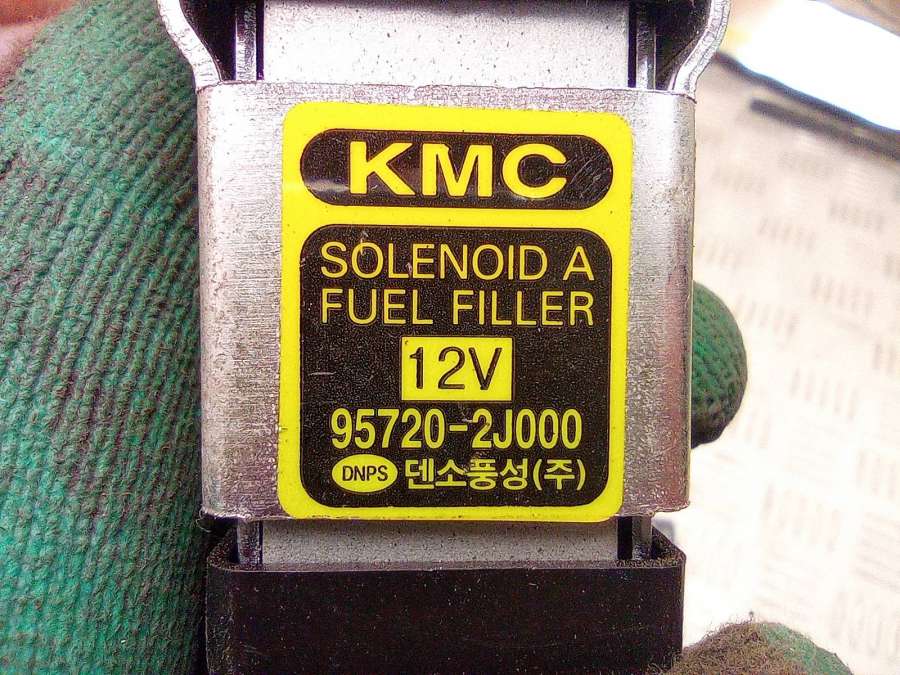 KMC
SOLENOID A
FUEL FILLER
12V
95720-2J000
DNPS 덴소풍성(주)